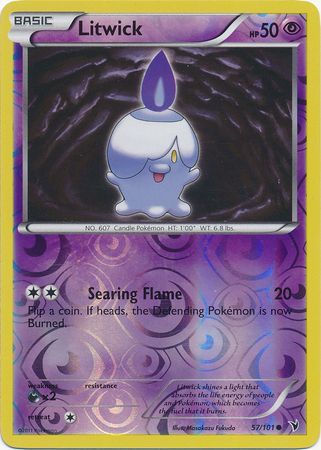 BASIC
Litwick
HP50
NO. 607 Candle Pokémon HT: 1'00" WT: 6.8 lbs.
Searing Flame 20
Flip a coin. If heads, the Defending Pokémon is now
Burned.
weakness resistance
×2
retreat
Litwick shines a light that
absorbs the life energy of people
and Pokémon, which becomes
the fuel that it burns.
Illus. Masakazu Fukuda
57/101
©2011 Pokémon